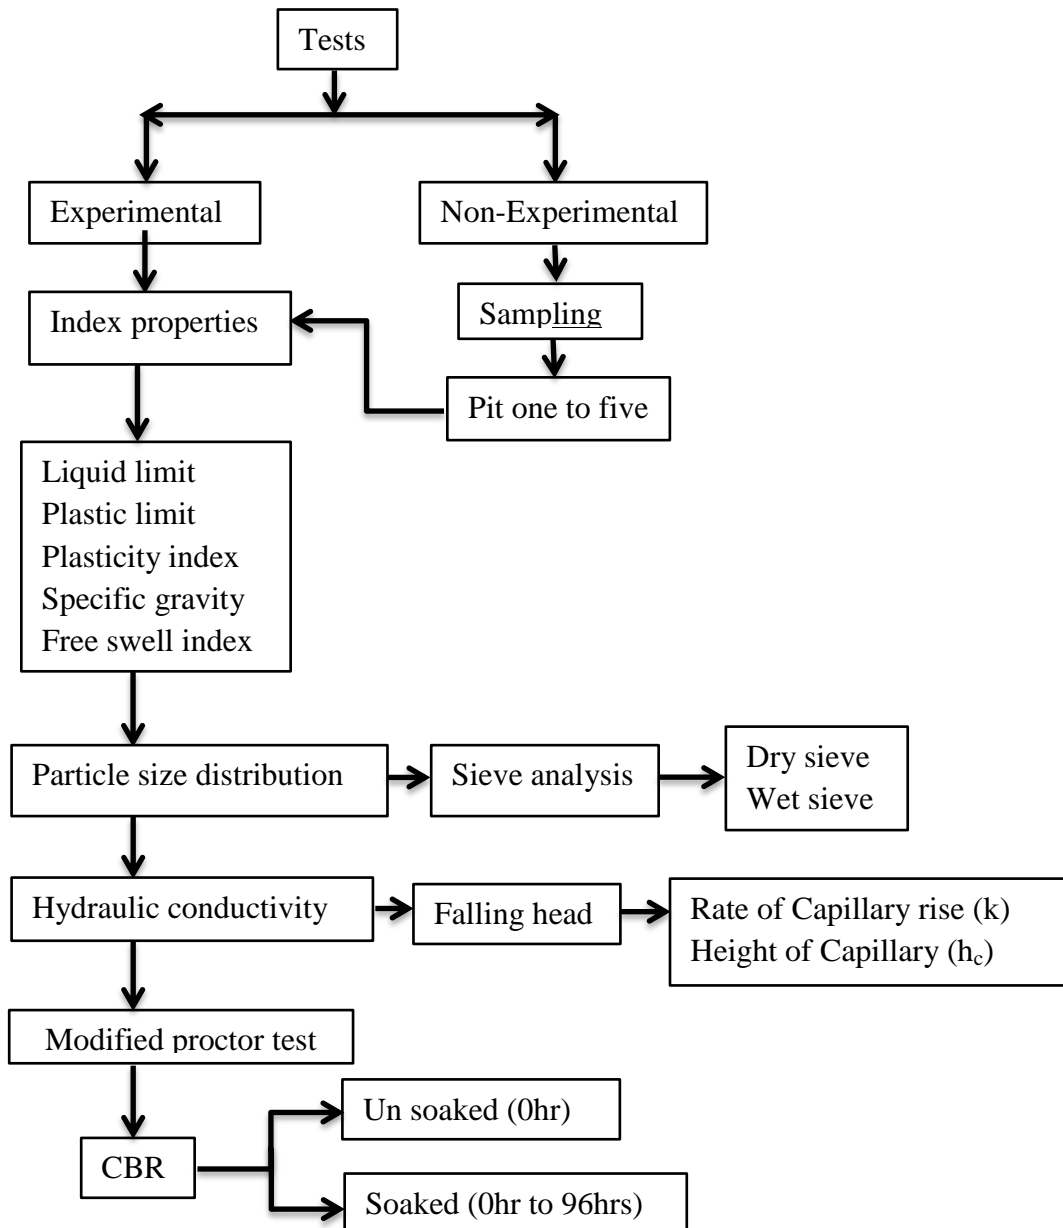 Tests
Experimental
Non-Experimental
Index properties
Sampling
Pit one to five
Liquid limit
Plastic limit
Plasticity index
Specific gravity
Free swell index
Particle size distribution
Sieve analysis
Dry sieve
Wet sieve
Hydraulic conductivity
Falling head
Rate of Capillary rise (k)
Height of Capillary (hc)
Modified proctor test
Un soaked (0hr)
CBR
Soaked (0hr to 96hrs)